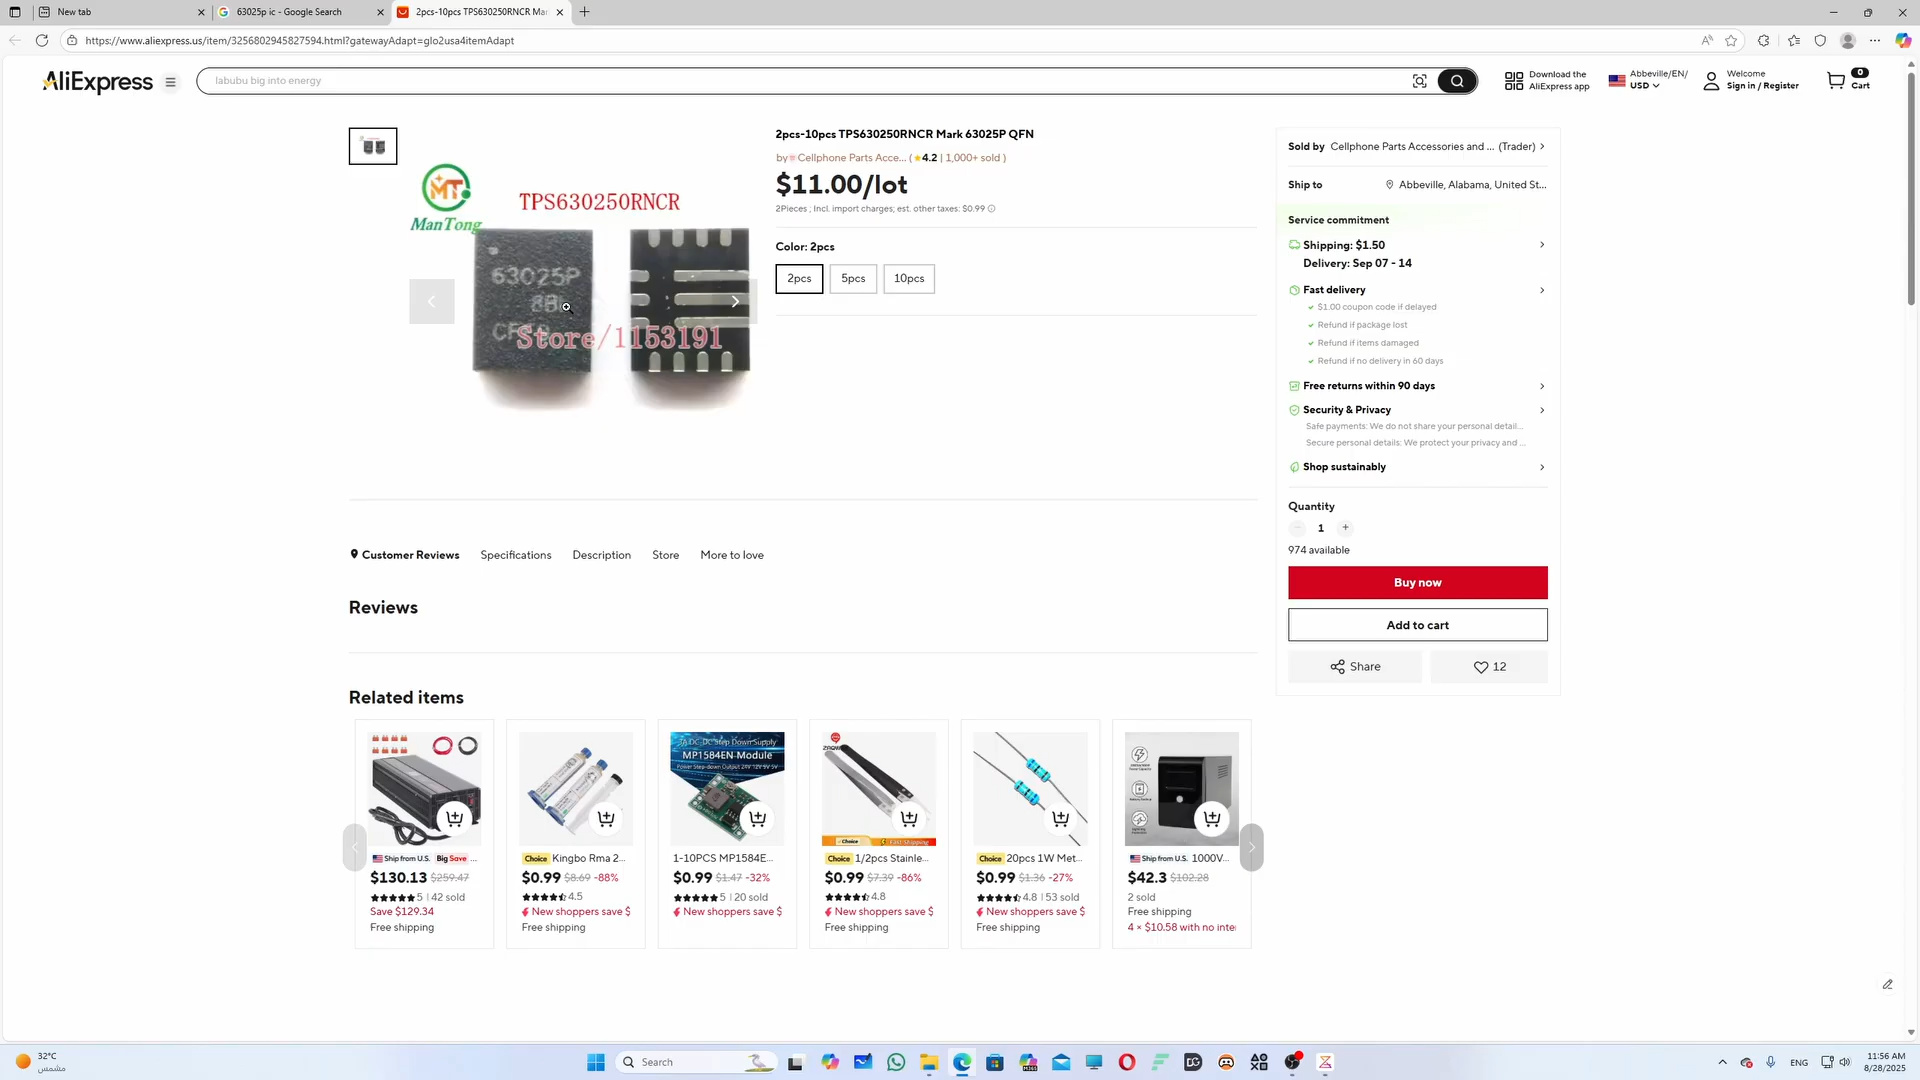 New tab
63025p ic - Google Search
2pcs-10pcs TPS630250RNCR Mar
https://www.aliexpress.us/item/3256802945827594.html?gatewayAdapt=glo2usa4itemAdapt
AliExpress
labubu big into energy
Download the
AliExpress app
Abbeville/EN/
USD
Welcome
Sign in / Register
0
Cart
MT
ManTong
TPS630250RNCR
63025P
Store/1153191
2pcs-10pcs TPS630250RNCR Mark 63025P QFN
by Cellphone Parts Acce... ( 4.2 | 1,000+ sold )
$11.00/lot
2Pieces ; Incl. import charges; est. other taxes: $0.99
Color: 2pcs
2pcs
5pcs
10pcs
Sold by Cellphone Parts Accessories and ... (Trader)
Ship to Abbeville, Alabama, United St...
Service commitment
Shipping: $1.50
Delivery: Sep 07 - 14
Fast delivery
$1.00 coupon code if delayed
Refund if package lost
Refund if items damaged
Refund if no delivery in 60 days
Free returns within 90 days
Security & Privacy
Safe payments: We do not share your personal detail...
Secure personal details: We protect your privacy and ...
Shop sustainably
Quantity
1
974 available
Buy now
Add to cart
Share
12
Customer Reviews
Specifications
Description
Store
More to love
Reviews
Related items
DC-DC Step Down Supply
MP1584EN-Module
Ship from U.S. Big Save ...
$130.13 $259.47
5 | 42 sold
Save $129.34
Free shipping
Choice Kingbo Rma 2...
$0.99 $8.69 -88%
4.5
New shoppers save $
Free shipping
1-10PCS MP1584E...
$0.99 $1.47 -32%
5 | 20 sold
New shoppers save $
Choice 1/2pcs Stainle...
$0.99 $7.39 -86%
4.8
New shoppers save $
Free shipping
Choice 20pcs 1W Met...
$0.99 $1.36 -27%
4.8 | 53 sold
New shoppers save $
Free shipping
Ship from U.S. 1000V...
$42.3 $102.28
2 sold
Free shipping
4 × $10.58 with no inte
32°C
مشمس
Search
ENG
11:56 AM
8/28/2025